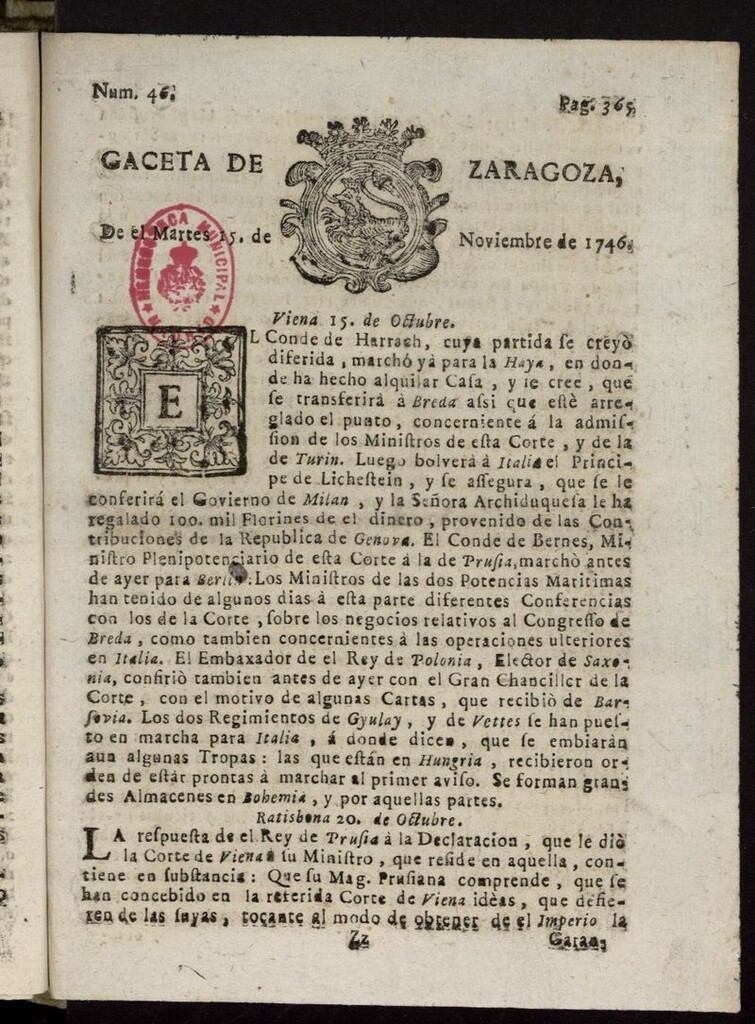 Num. 46.
Pag. 365
GACETA DE ZARAGOZA,
De el Martes 15. de Noviembre de 1746.
HEMEROTECA MUNICIPAL
Viena 15. de Octubre.
EL Conde de Harrach, cuya partida ſe creyò
diferida, marchó yà para la Haya, en don-
de ha hecho alquilar Caſa, y ſe cree, que
ſe transferirà à Breda aſsi que eſtè arre-
glado el punto, concerniente á la admiſ-
ſion de los Miniſtros de eſta Corte, y de la
de Turin. Luego bolverà à Italia el Princi-
pe de Licheſtein, y ſe aſſegura, que ſe le
conferirá el Govierno de Milan, y la Señora Archiduqueſa le ha
regalado 100. mil Florines de el dinero, provenido de las Con-
tribuciones de la Republica de Genova. El Conde de Bernes, Mi-
niſtro Plenipotenciario de eſta Corte á la de Pruſia, marchò antes
de ayer para Berlin. Los Miniſtros de las dos Potencias Maritimas
han tenido de algunos dias à eſta parte diferentes Conferencias
con los de la Corte, ſobre los negocios relativos al Congreſſo de
Breda, como tambien concernientes à las operaciones ulteriores
en Italia. El Embaxador de el Rey de Polonia, Elector de Saxo-
nia, confiriò tambien antes de ayer con el Gran Chanciller de la
Corte, con el motivo de algunas Cartas, que recibiò de Bar-
ſovia. Los dos Regimientos de Gyulay, y de Vettes ſe han pueſ-
to en marcha para Italia, á donde dicen, que ſe embiaràn
aun algunas Tropas: las que eſtán en Hungria, recibieron or-
den de eſtár prontas à marchar al primer aviſo. Se forman gran-
des Almacenes en Bohemia, y por aquellas partes.
Ratisbona 20. de Octubre.
LA reſpueſta de el Rey de Pruſia à la Declaracion, que le diò
la Corte de Viena à ſu Miniſtro, que reſide en aquella, con-
tiene en ſubſtancia: Que ſu Mag. Pruſiana comprende, que ſe
han concebido en la referida Corte de Viena idèas, que defie-
ren de las ſuyas, tocante al modo de obtener de el Imperio la
Zz
Garan-